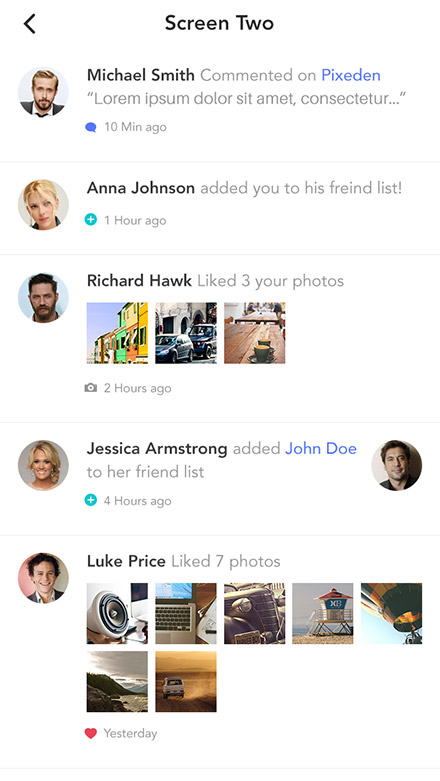 Screen Two
Michael Smith Commented on Pixeden
“Lorem ipsum dolor sit amet, consectetur...”
10 Min ago
Anna Johnson added you to his freind list!
1 Hour ago
Richard Hawk Liked 3 your photos
2 Hours ago
Jessica Armstrong added John Doe
to her friend list
4 Hours ago
Luke Price Liked 7 photos
Yesterday